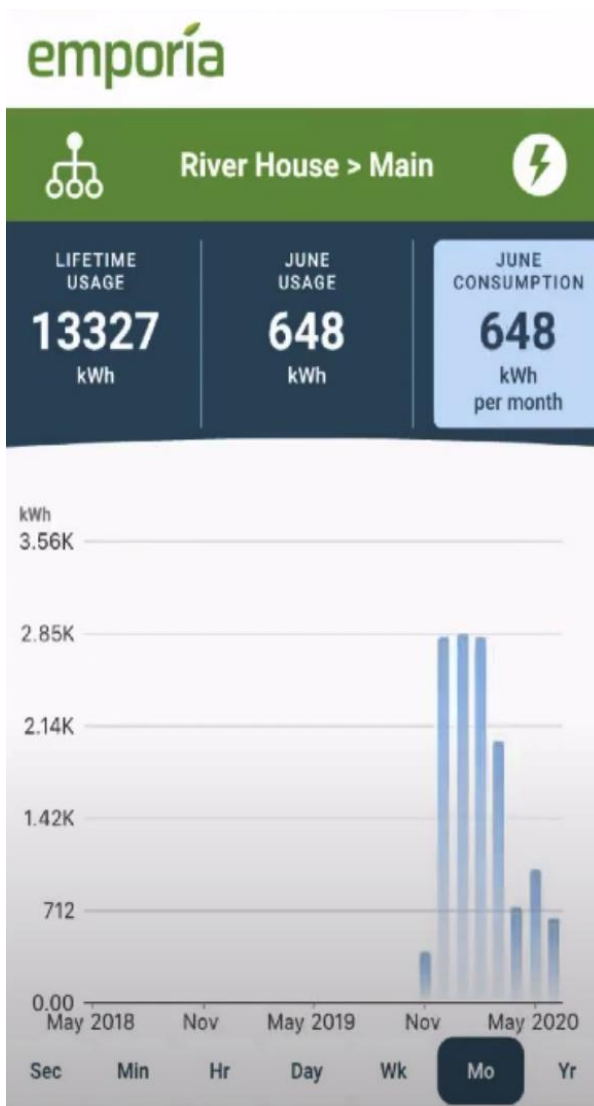 emporia
River House > Main
LIFETIME
USAGE
13327
kWh
JUNE
USAGE
648
kWh
JUNE
CONSUMPTION
648
kWh
per month
kWh
3.56K
2.85K
2.14K
1.42K
712
0.00
May 2018 Nov May 2019 Nov May 2020
Sec Min Hr Day Wk Mo Yr